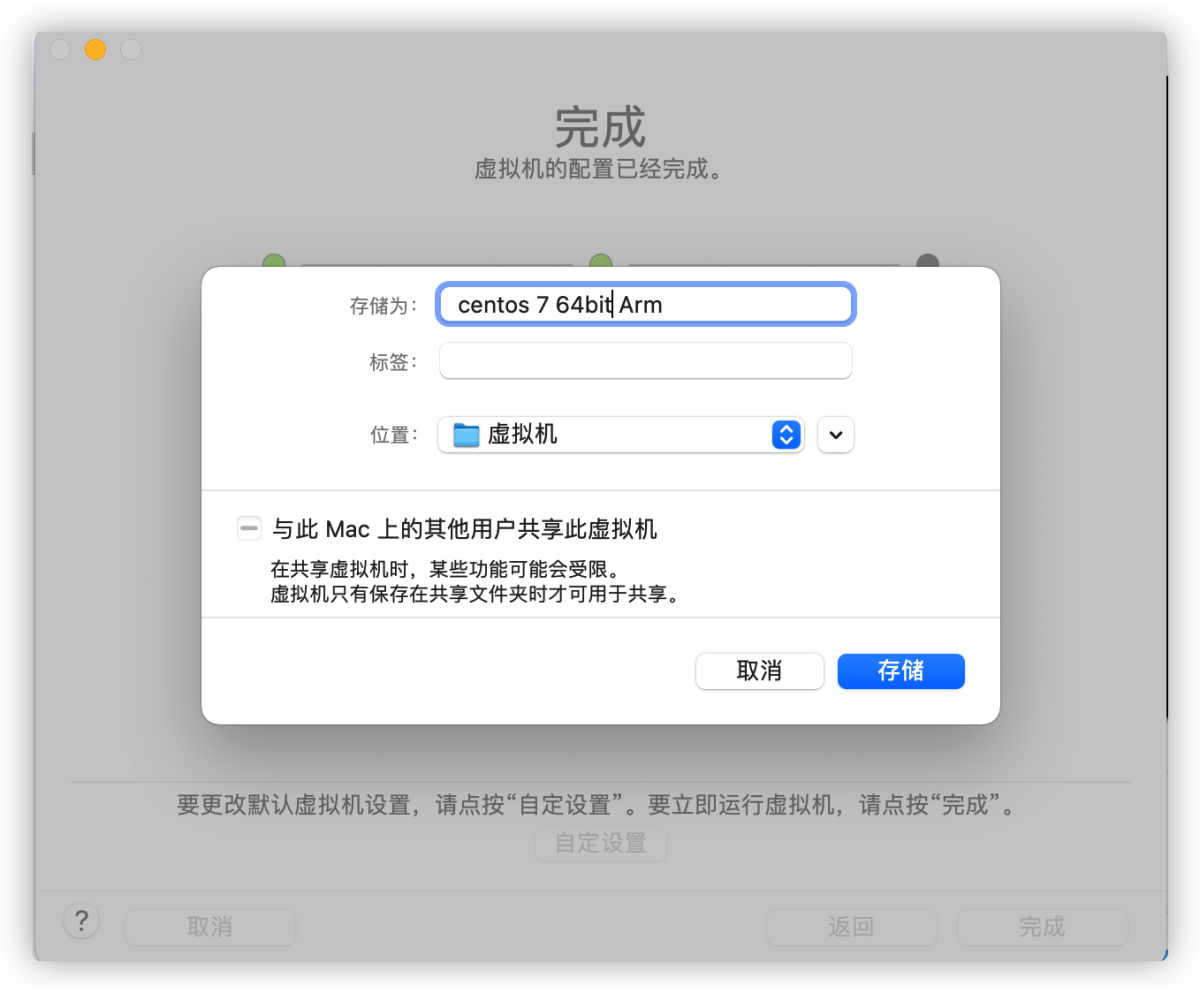 完成
虚拟机的配置已经完成。
存储为：
centos 7 64bit Arm
标签：
位置：
虚拟机
与此 Mac 上的其他用户共享此虚拟机
在共享虚拟机时，某些功能可能会受限。
虚拟机只有保存在共享文件夹时才可用于共享。
取消
存储
要更改默认虚拟机设置，请点按“自定设置”。要立即运行虚拟机，请点按“完成”。
自定设置
?
取消
返回
完成